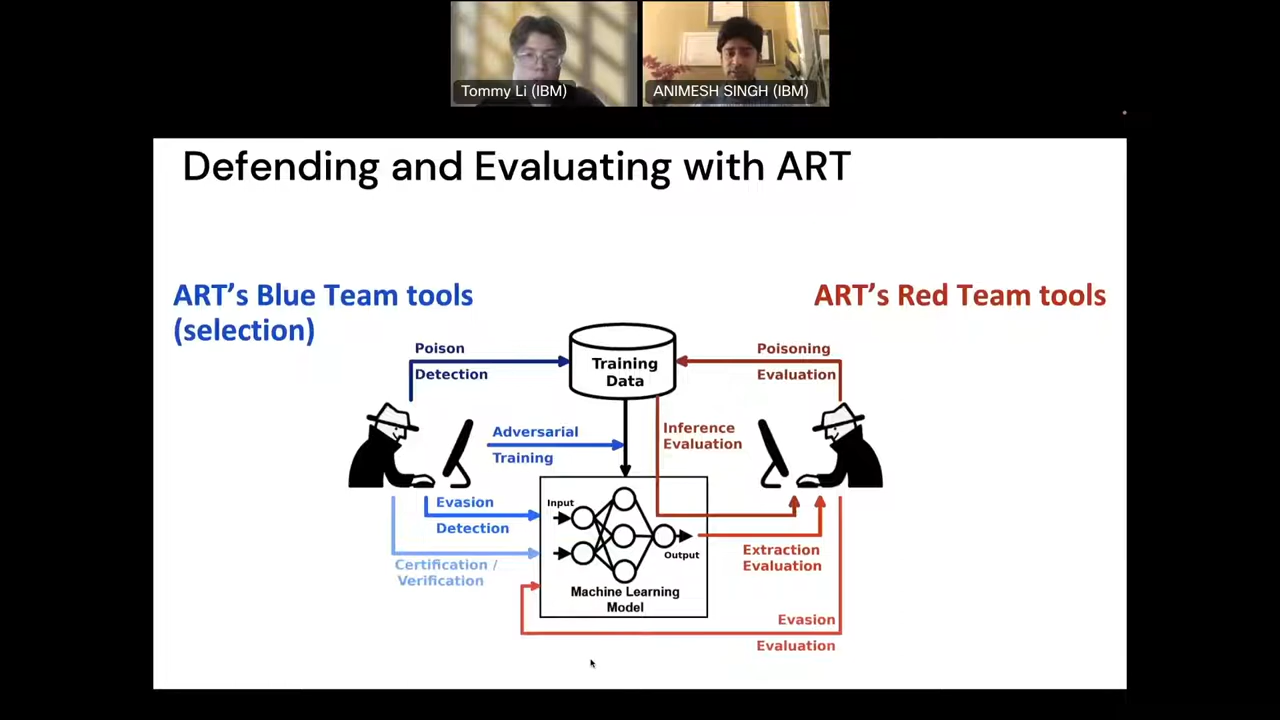 Tommy Li (IBM)
ANIMESH SINGH (IBM)
Defending and Evaluating with ART
ART's Blue Team tools
(selection)
ART's Red Team tools
Poison
Detection
Training
Data
Poisoning
Evaluation
Adversarial
Training
Inference
Evaluation
Evasion
Detection
Input
Output
Certification /
Verification
Extraction
Evaluation
Machine Learning
Model
Evasion
Evaluation